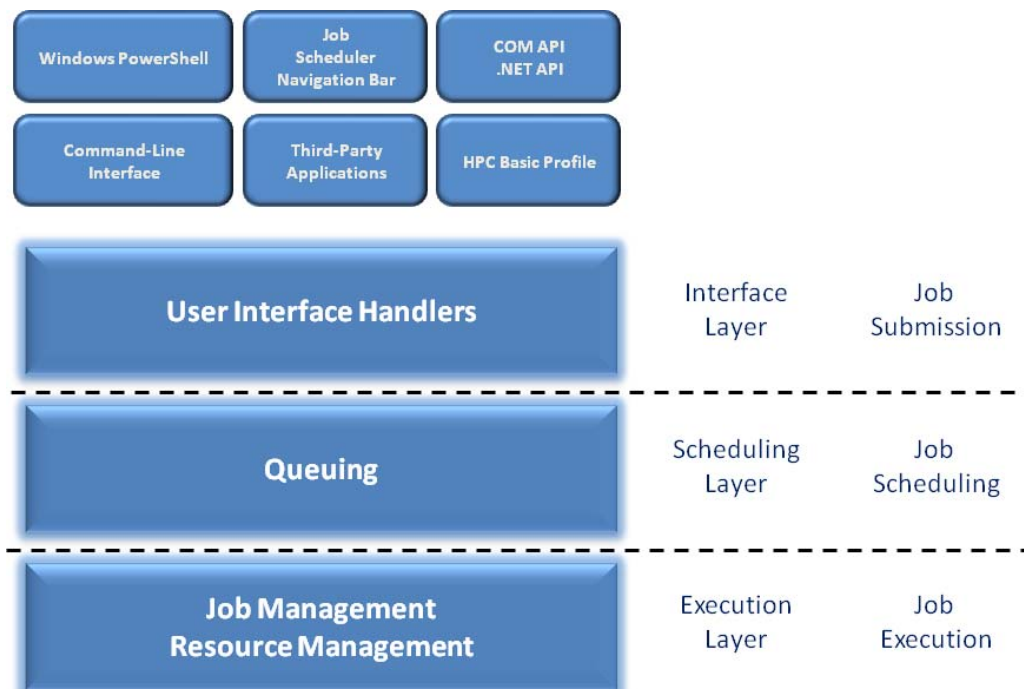 Windows PowerShell
Job
Scheduler
Navigation Bar
COM API
.NET API
Command-Line
Interface
Third-Party
Applications
HPC Basic Profile
User Interface Handlers
Interface
Layer
Job
Submission
Queuing
Scheduling
Layer
Job
Scheduling
Job Management
Resource Management
Execution
Layer
Job
Execution